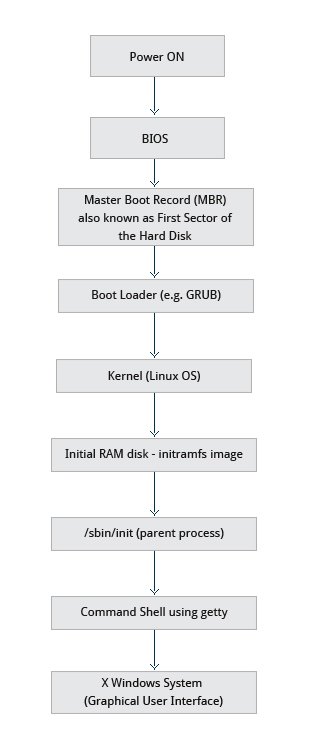 Power ON
BIOS
Master Boot Record (MBR)
also known as First Sector of
the Hard Disk
Boot Loader (e.g. GRUB)
Kernel (Linux OS)
Initial RAM disk - initramfs image
/sbin/init (parent process)
Command Shell using getty
X Windows System
(Graphical User Interface)